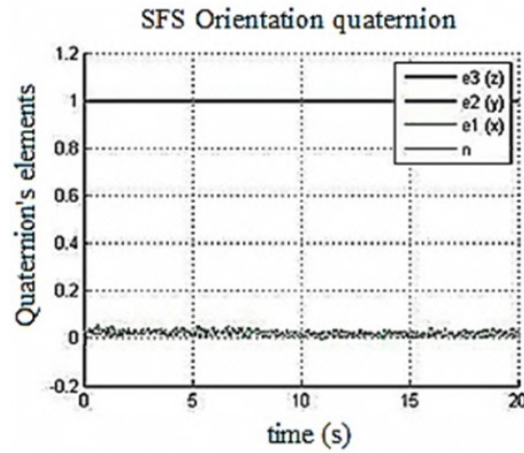 SFS Orientation quaternion
Quaternion's elements
1.2
1
0.8
0.6
0.4
0.2
0
-0.2
e3 (z)
e2 (y)
e1 (x)
n
0
5
10
15
20
time (s)